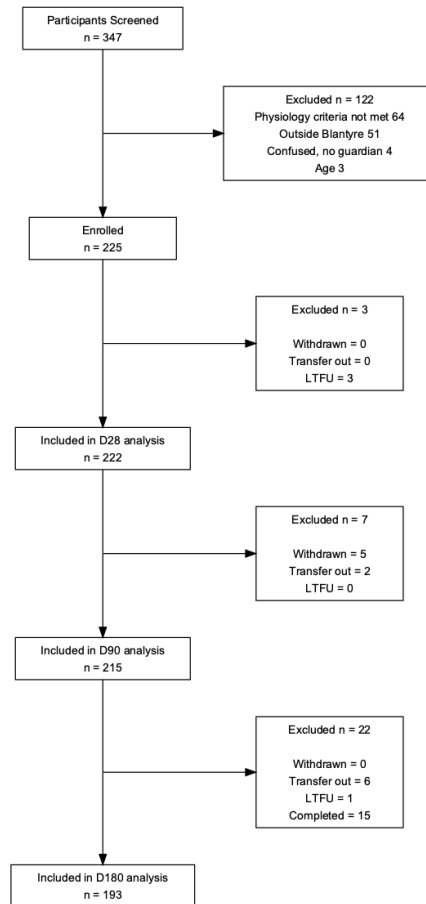 Participants Screened
n = 347
Excluded n = 122
Physiology criteria not met 64
Outside Blantyre 51
Confused, no guardian 4
Age 3
Enrolled
n = 225
Excluded n = 3
Withdrawn = 0
Transfer out = 0
LTFU = 3
Included in D28 analysis
n = 222
Excluded n = 7
Withdrawn = 5
Transfer out = 2
LTFU = 0
Included in D90 analysis
n = 215
Excluded n = 22
Withdrawn = 0
Transfer out = 6
LTFU = 1
Completed = 15
Included in D180 analysis
n = 193